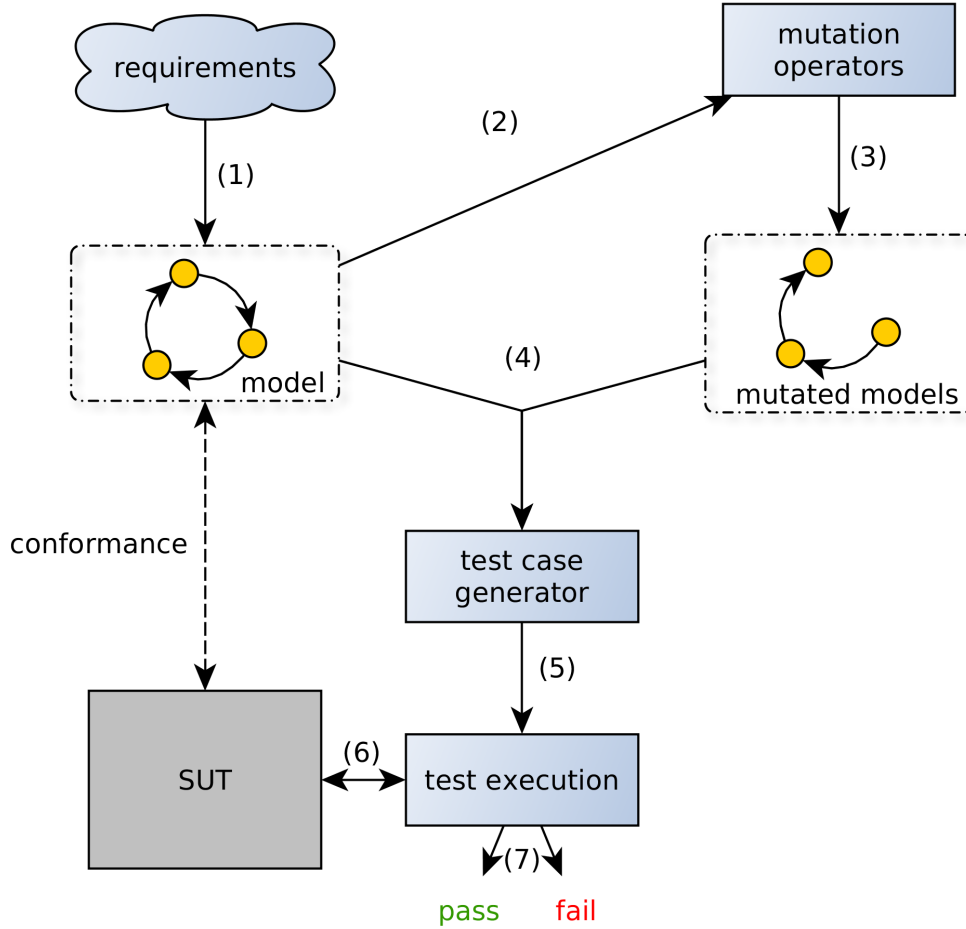 requirements
mutation
operators
(1)
(2)
(3)
model
(4)
mutated models
conformance
test case
generator
(5)
SUT
(6)
test execution
(7)
pass
fail